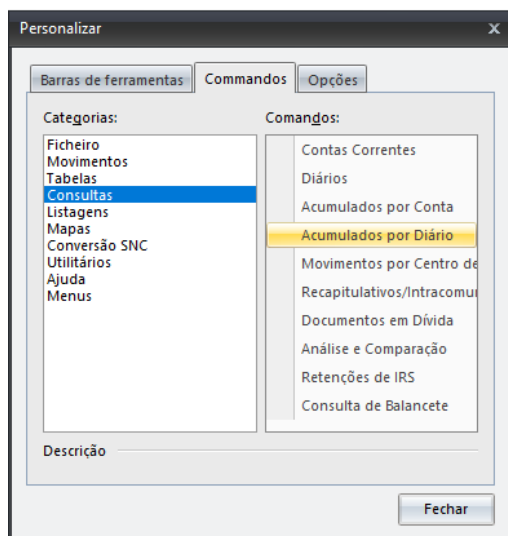 Personalizar
x
Barras de ferramentas
Commandos
Opções
Categorias:
Comandos:
Ficheiro
Movimentos
Tabelas
Consultas
Listagens
Mapas
Conversão SNC
Utilitários
Ajuda
Menus
Contas Correntes
Diários
Acumulados por Conta
Acumulados por Diário
Movimentos por Centro de
Recapitulativos/Intracomu
Documentos em Dívida
Análise e Comparação
Retenções de IRS
Consulta de Balancete
Descrição
Fechar